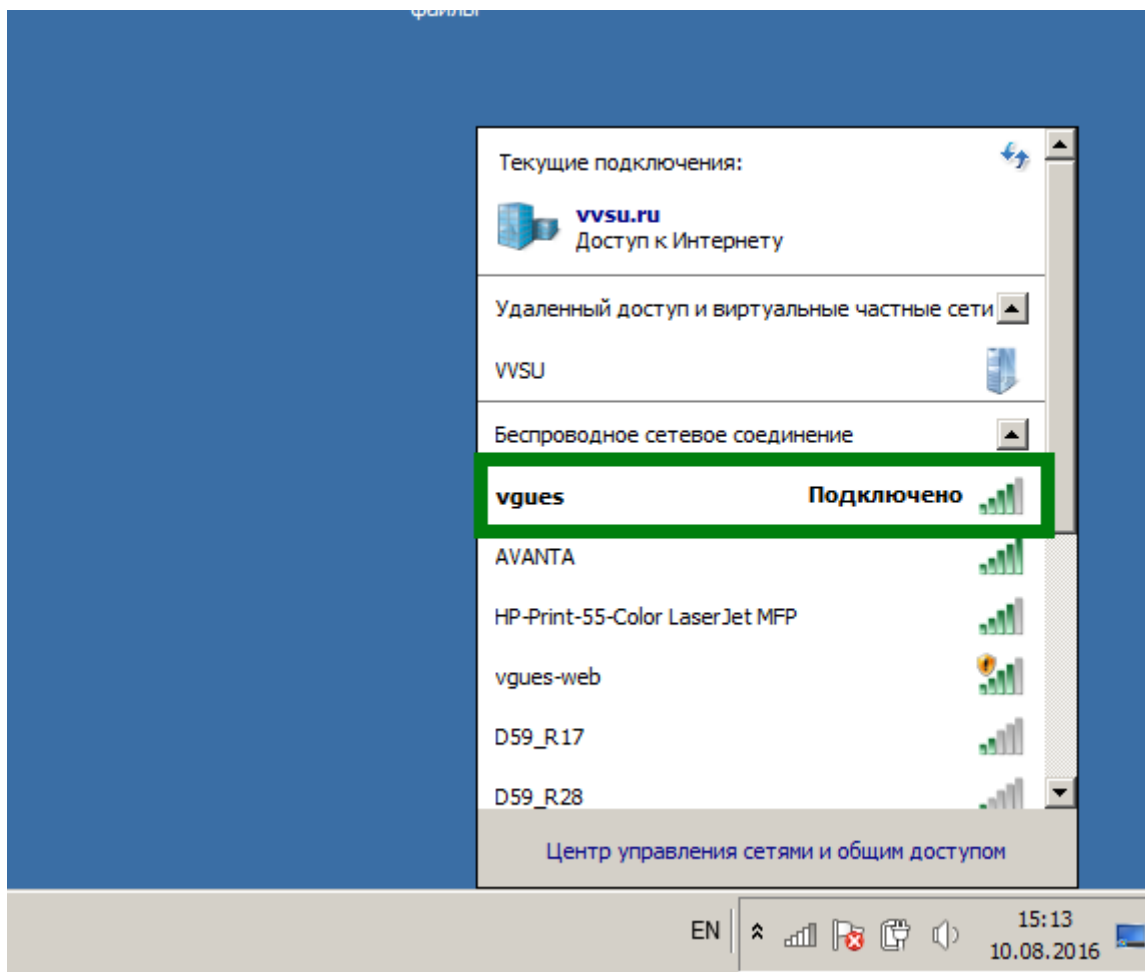 файлы
Текущие подключения:
vvsu.ru
Доступ к Интернету
Удаленный доступ и виртуальные частные сети
VVSU
Беспроводное сетевое соединение
vgues Подключено
AVANTA
HP-Print-55-Color LaserJet MFP
vgues-web
D59_R17
D59_R28
Центр управления сетями и общим доступом
EN 15:13
10.08.2016